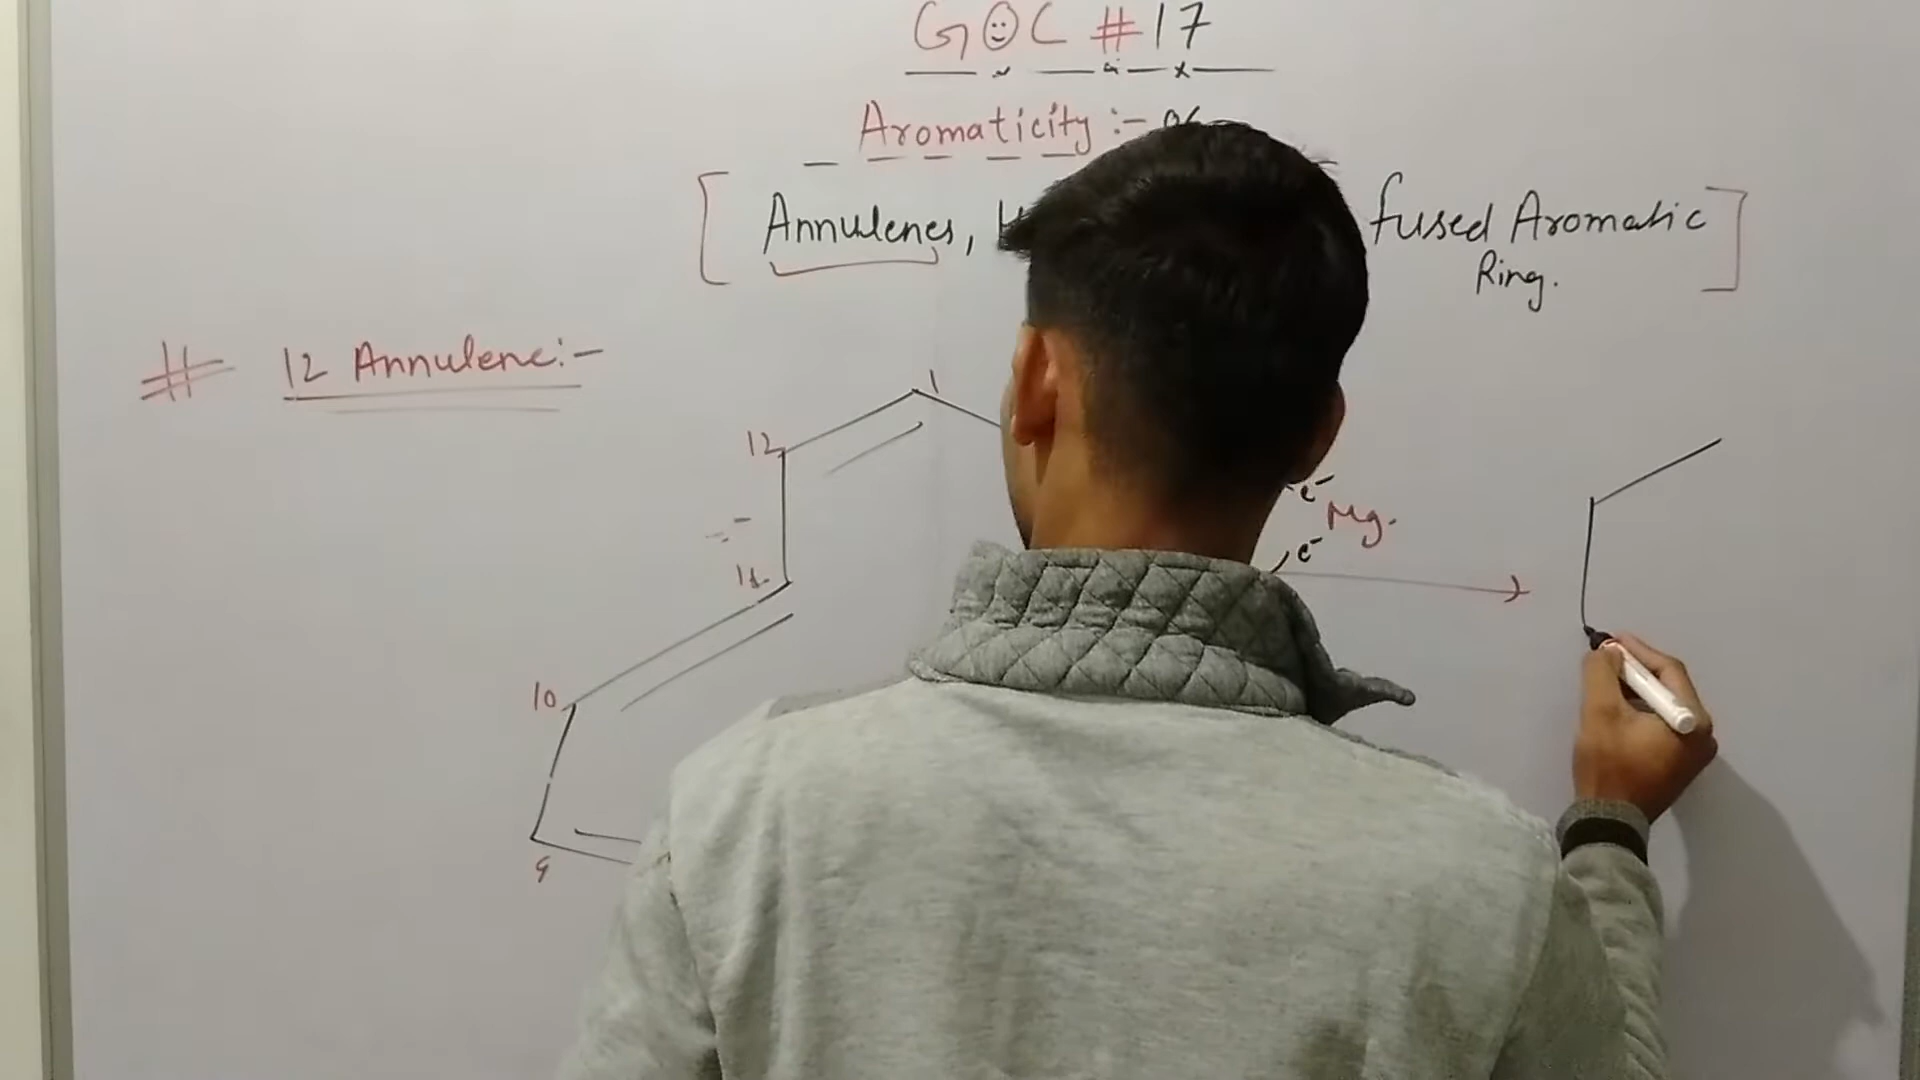 GOC #17
Aromaticity :-
[ Annulenes, fused Aromatic
Ring. ]
# 12 Annulene:-
1
12
e-
Mg.
e-
11
10
9